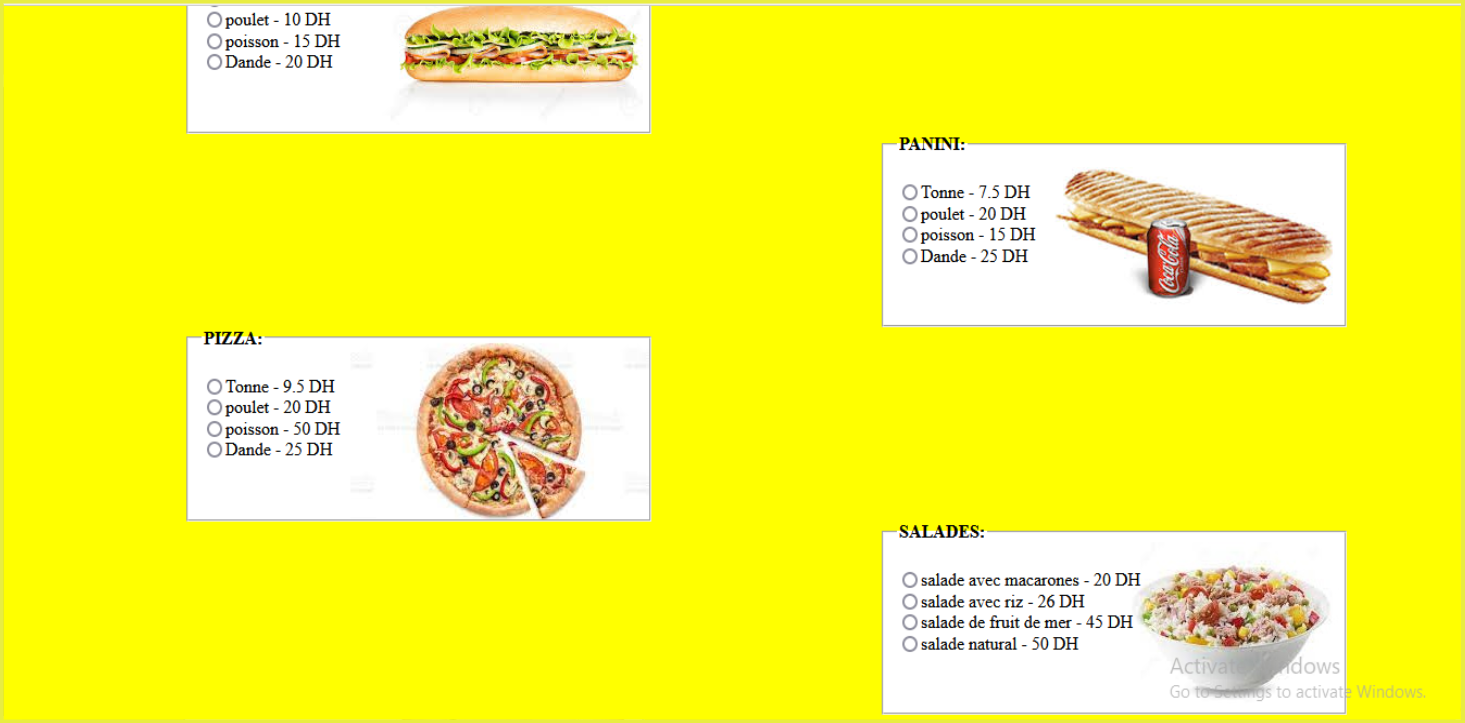 poulet - 10 DH
poisson - 15 DH
Dande - 20 DH
PANINI:
Tonne - 7.5 DH
poulet - 20 DH
poisson - 15 DH
Dande - 25 DH
Coca-Cola
PIZZA:
Tonne - 9.5 DH
poulet - 20 DH
poisson - 50 DH
Dande - 25 DH
SALADES:
salade avec macarones - 20 DH
salade avec riz - 26 DH
salade de fruit de mer - 45 DH
salade natural - 50 DH
Activate Windows
Go to Settings to activate Windows.